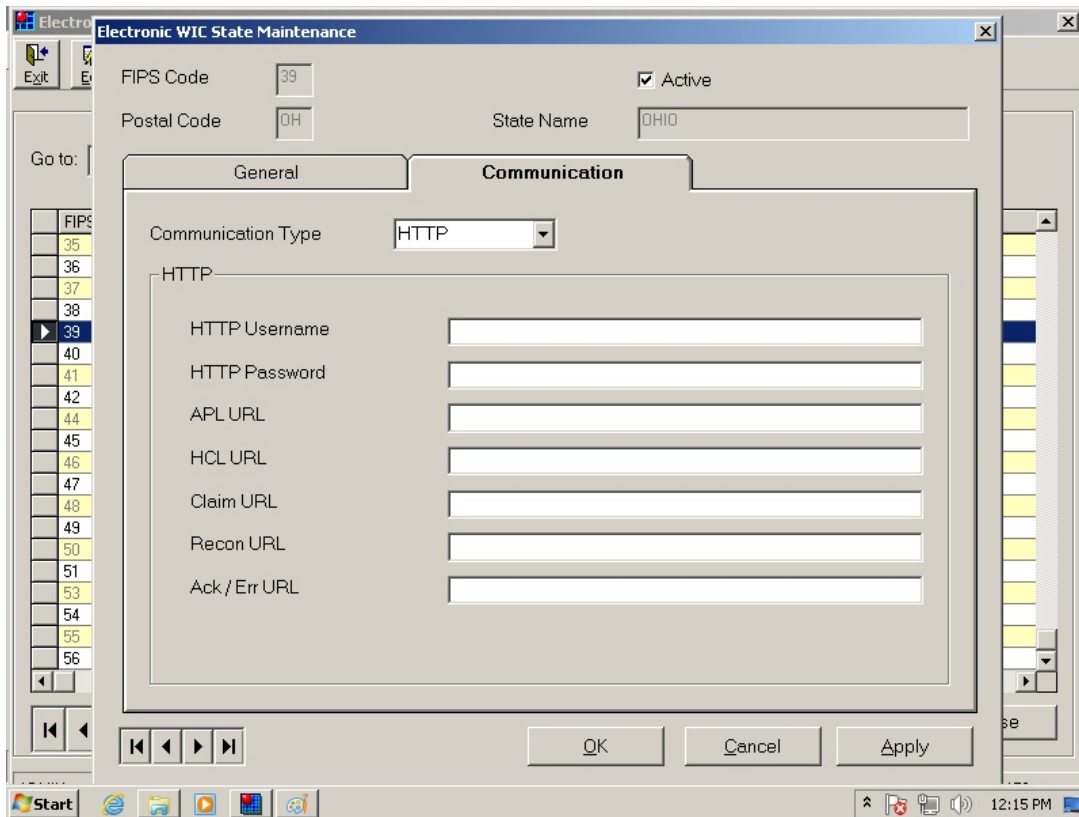 Electro
Electronic WIC State Maintenance
Exit
FIPS Code 39
Active
Postal Code OH
State Name OHIO
Go to:
General
Communication
FIPS
35
36
37
38
39
40
41
42
44
45
46
47
48
49
50
51
53
54
55
56
Communication Type HTTP
HTTP
HTTP Username
HTTP Password
APL URL
HCL URL
Claim URL
Recon URL
Ack / Err URL
OK
Cancel
Apply
se
Start
12:15 PM